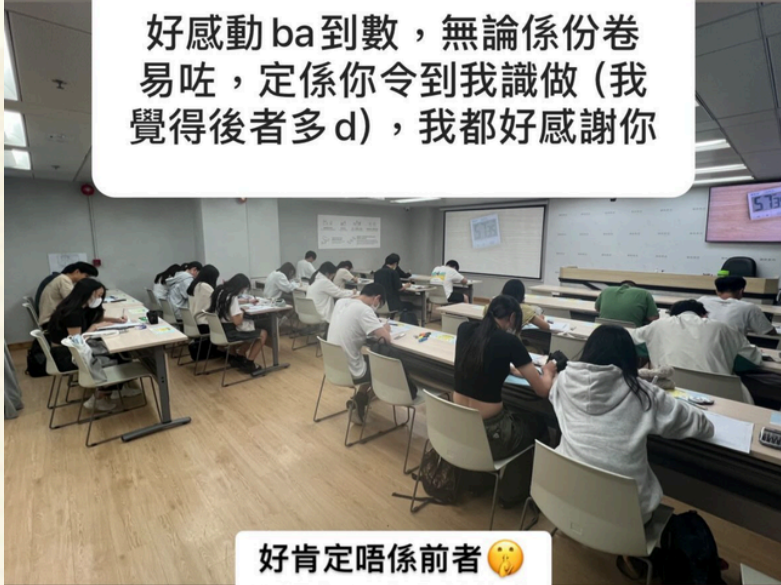 好感動ba到數，無論係份卷
易咗，定係你令到我識做（我
覺得後者多d），我都好感謝你
好肯定唔係前者🤫